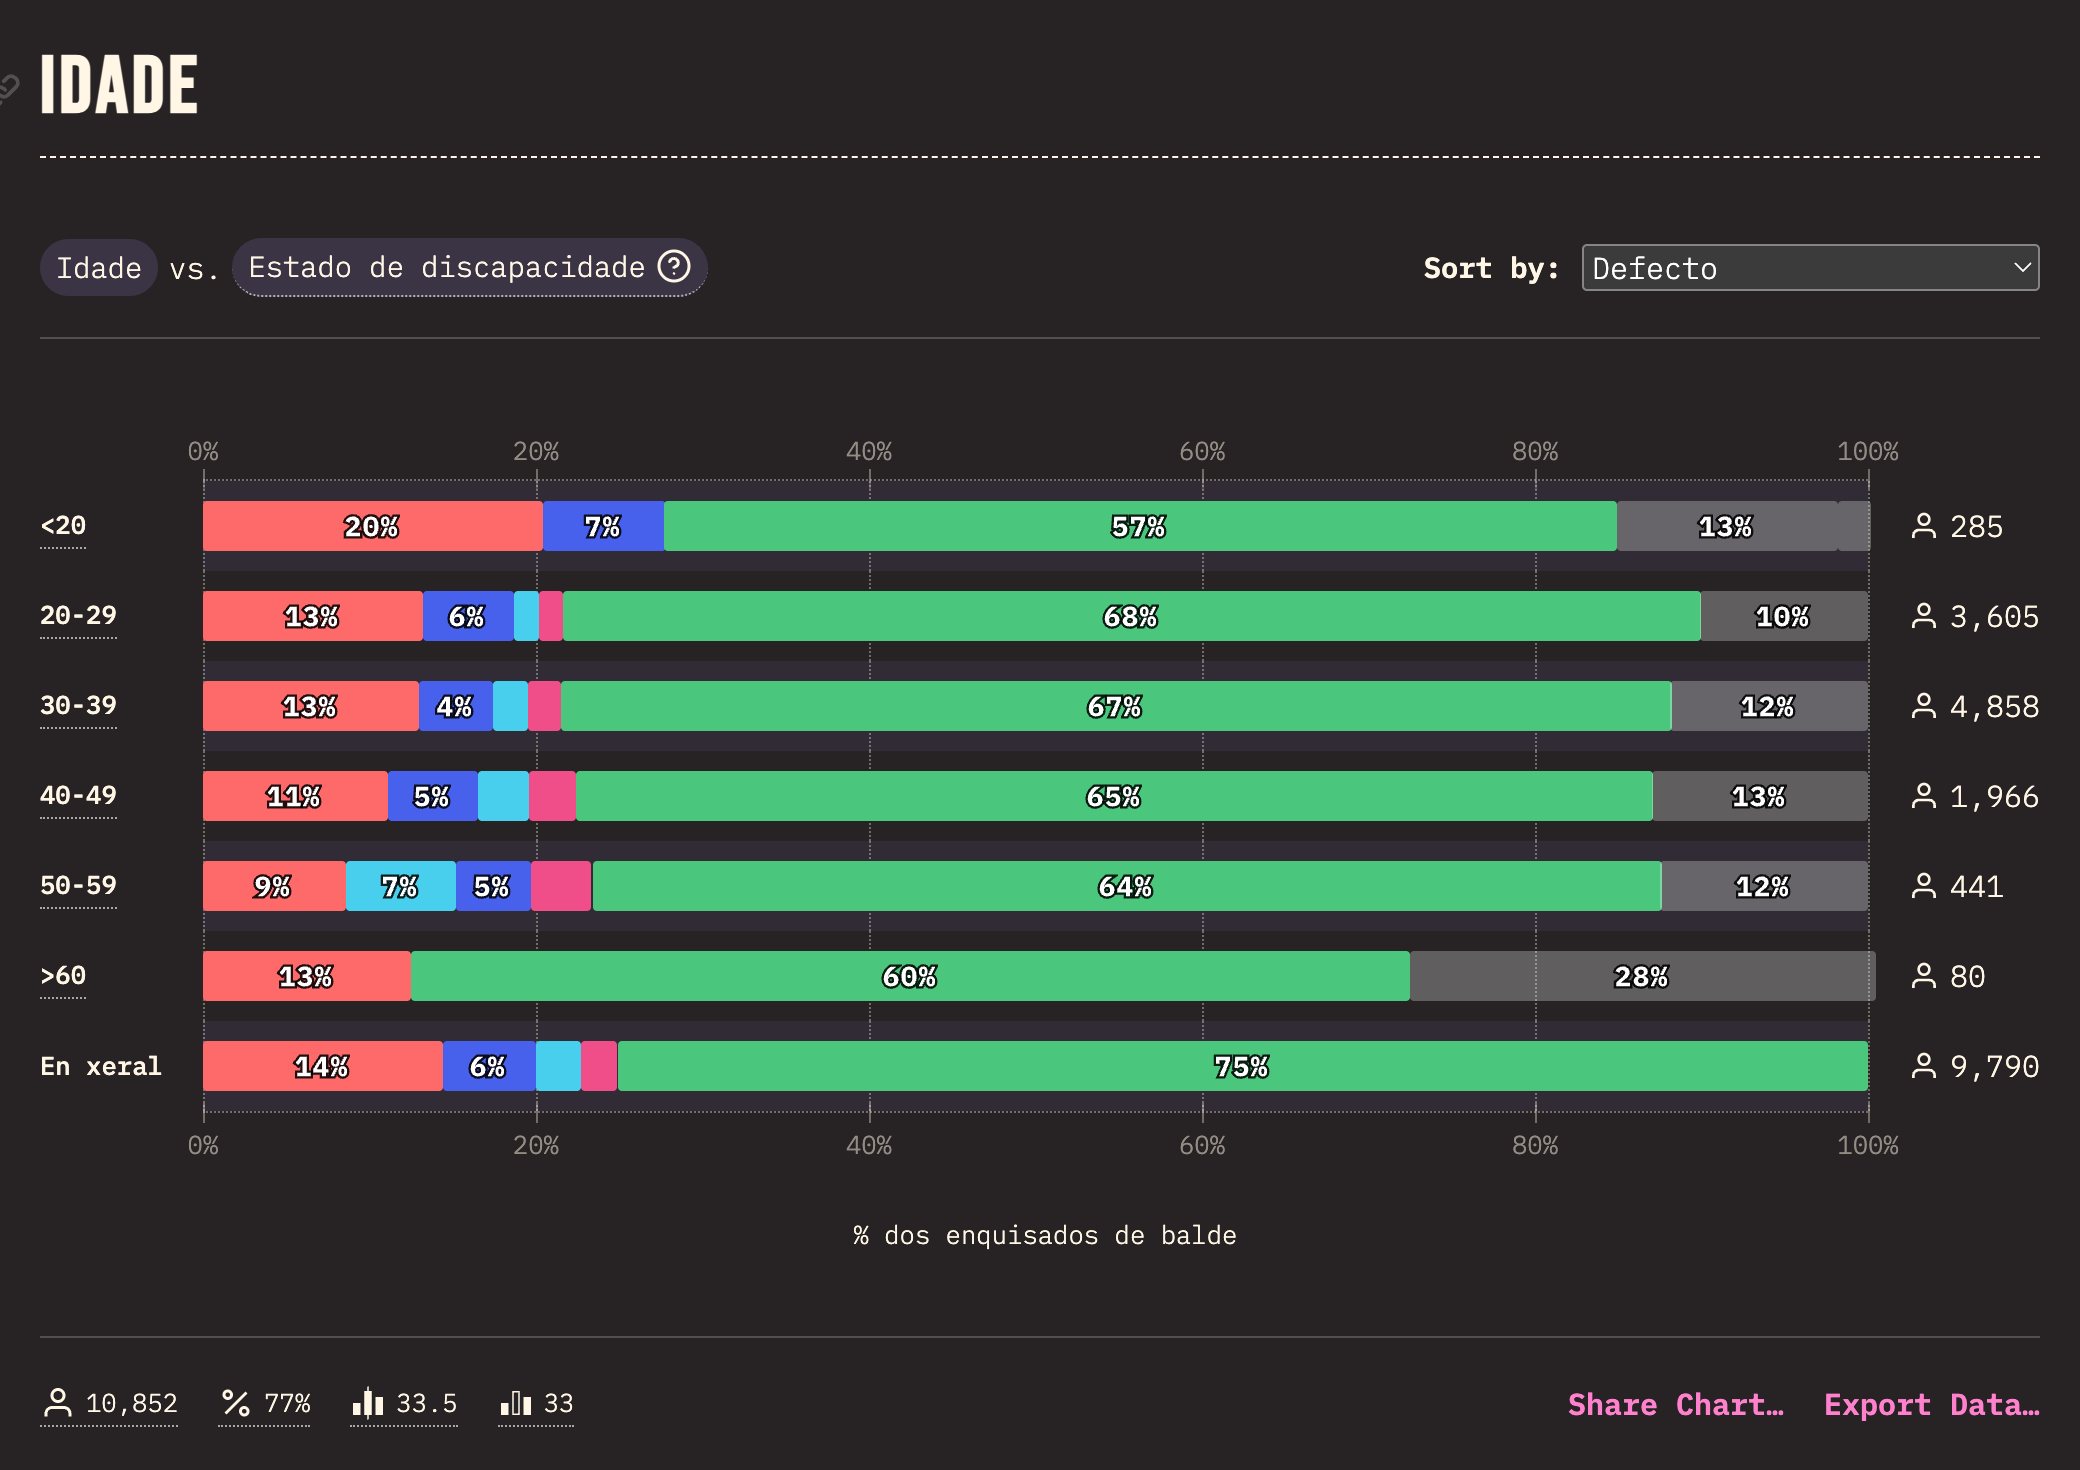 IDADE
Idade vs. Estado de discapacidade ? Sort by: Defecto
0% 20% 40% 60% 80% 100%
<20 20% 7% 57% 13% 285
20-29 13% 6% 68% 10% 3,605
30-39 13% 4% 67% 12% 4,858
40-49 11% 5% 65% 13% 1,966
50-59 9% 7% 5% 64% 12% 441
>60 13% 60% 28% 80
En xeral 14% 6% 75% 9,790
0% 20% 40% 60% 80% 100%
% dos enquisados de balde
10,852 % 77% 33.5 33 Share Chart… Export Data…